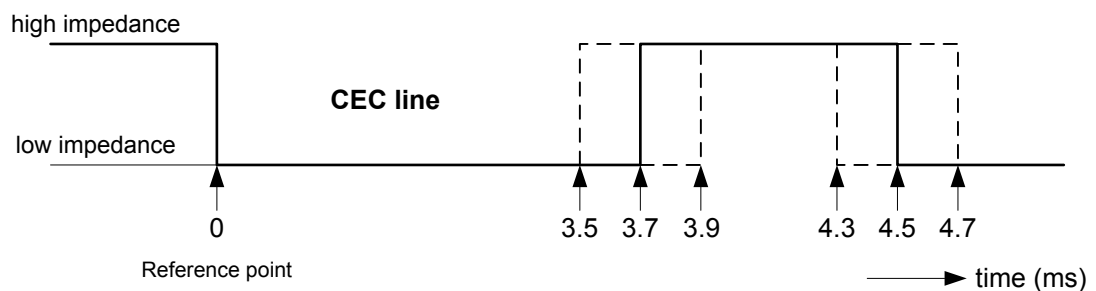 high impedance
CEC line
low impedance
0 3.5 3.7 3.9 4.3 4.5 4.7
Reference point
time (ms)